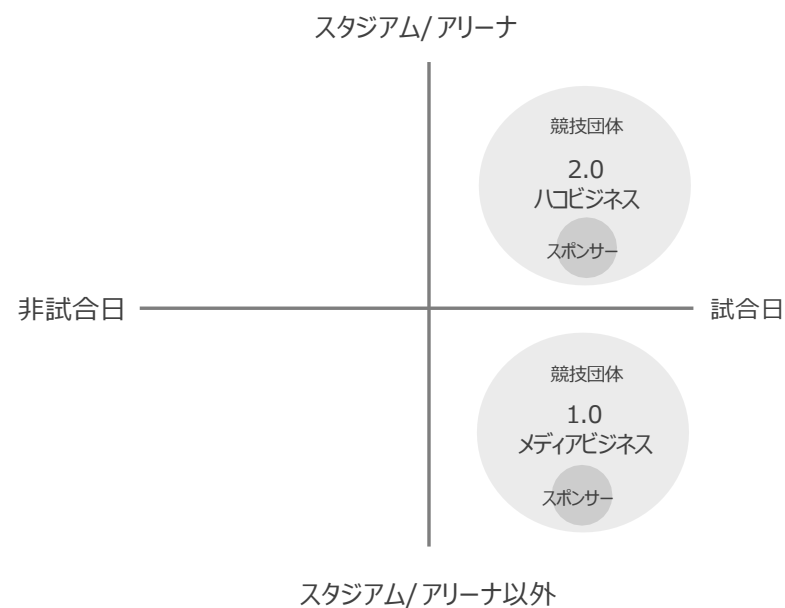 スタジアム/アリーナ
競技団体
2.0
ハコビジネス
スポンサー
非試合日
試合日
競技団体
1.0
メディアビジネス
スポンサー
スタジアム/アリーナ以外